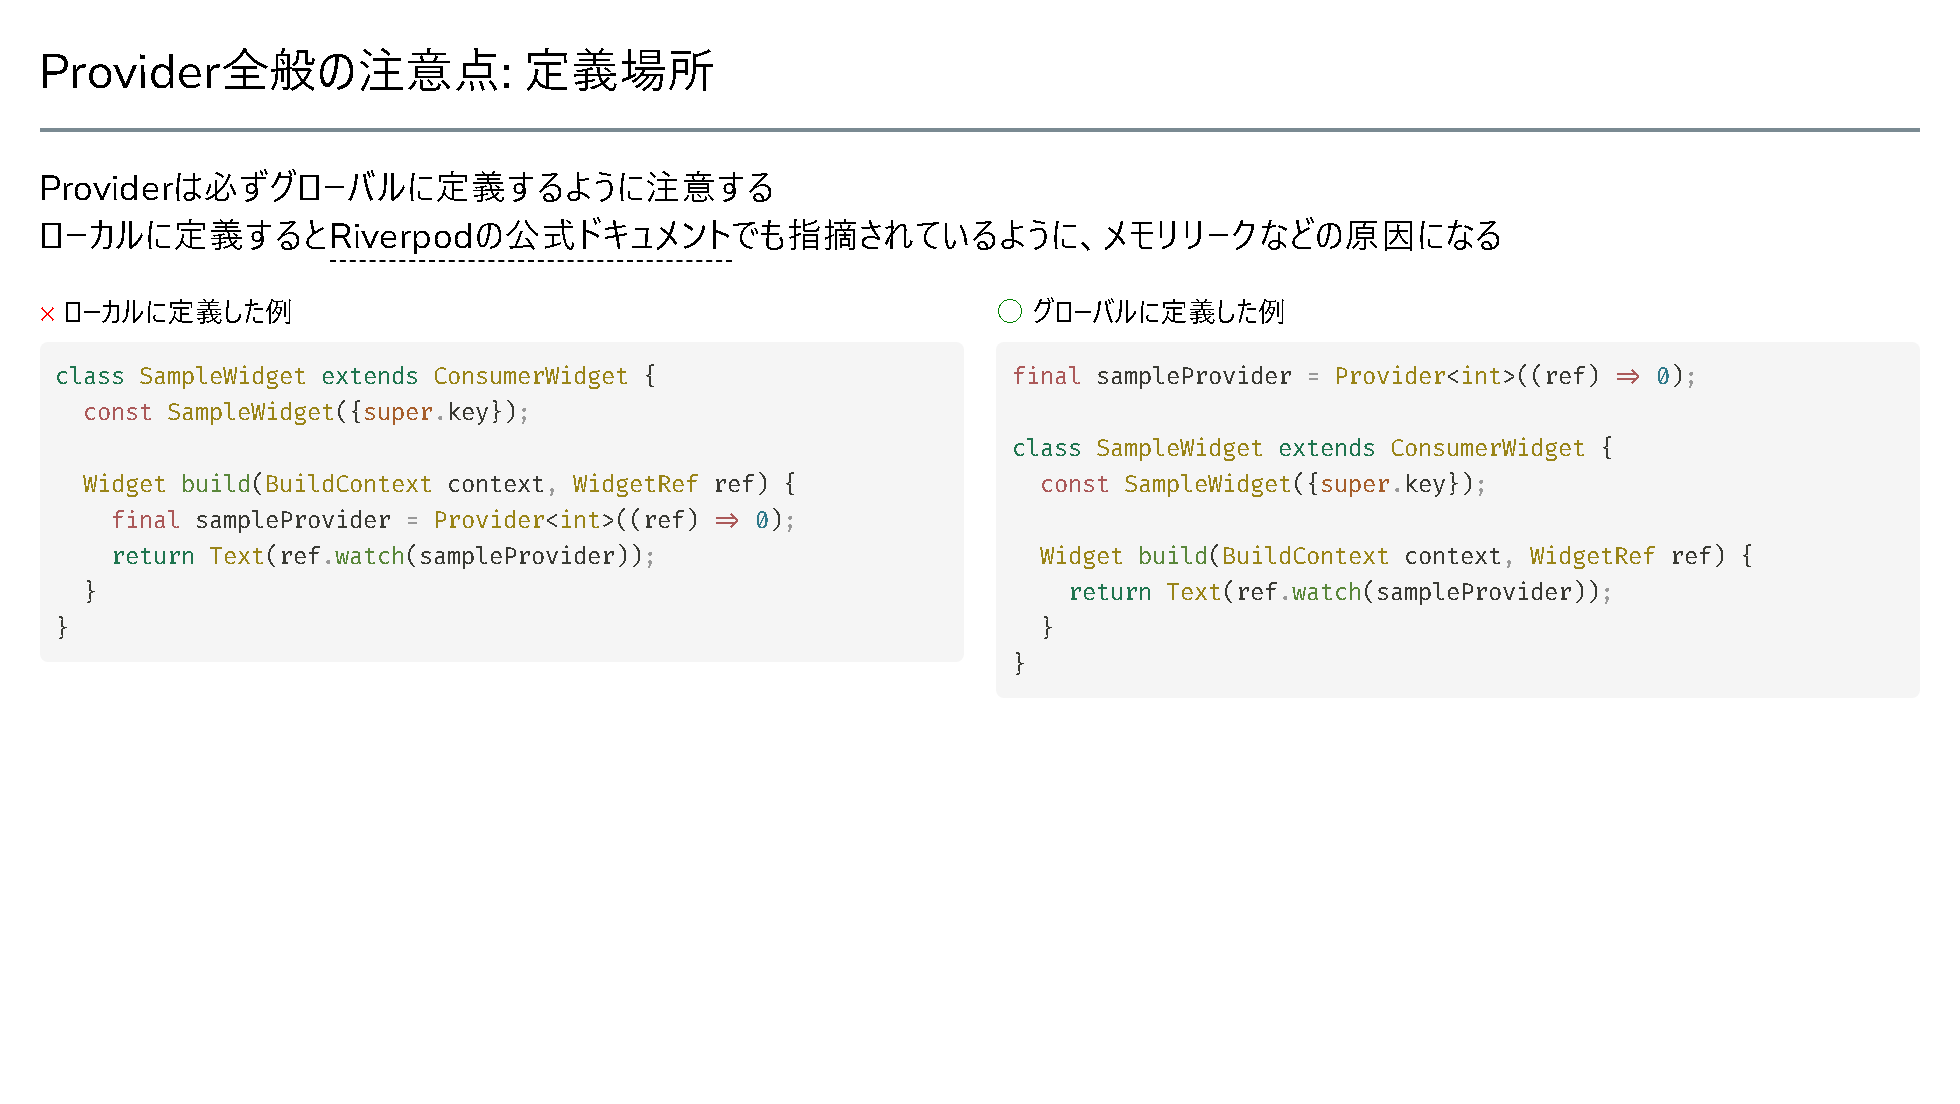 Provider全般の注意点: 定義場所
Providerは必ずグローバルに定義するように注意する
ローカルに定義するとRiverpodの公式ドキュメントでも指摘されているように、メモリリークなどの原因になる
× ローカルに定義した例
class SampleWidget extends ConsumerWidget {
  const SampleWidget({super.key});

  Widget build(BuildContext context, WidgetRef ref) {
    final sampleProvider = Provider<int>((ref) => 0);
    return Text(ref.watch(sampleProvider));
  }
}
○ グローバルに定義した例
final sampleProvider = Provider<int>((ref) => 0);

class SampleWidget extends ConsumerWidget {
  const SampleWidget({super.key});

  Widget build(BuildContext context, WidgetRef ref) {
    return Text(ref.watch(sampleProvider));
  }
}